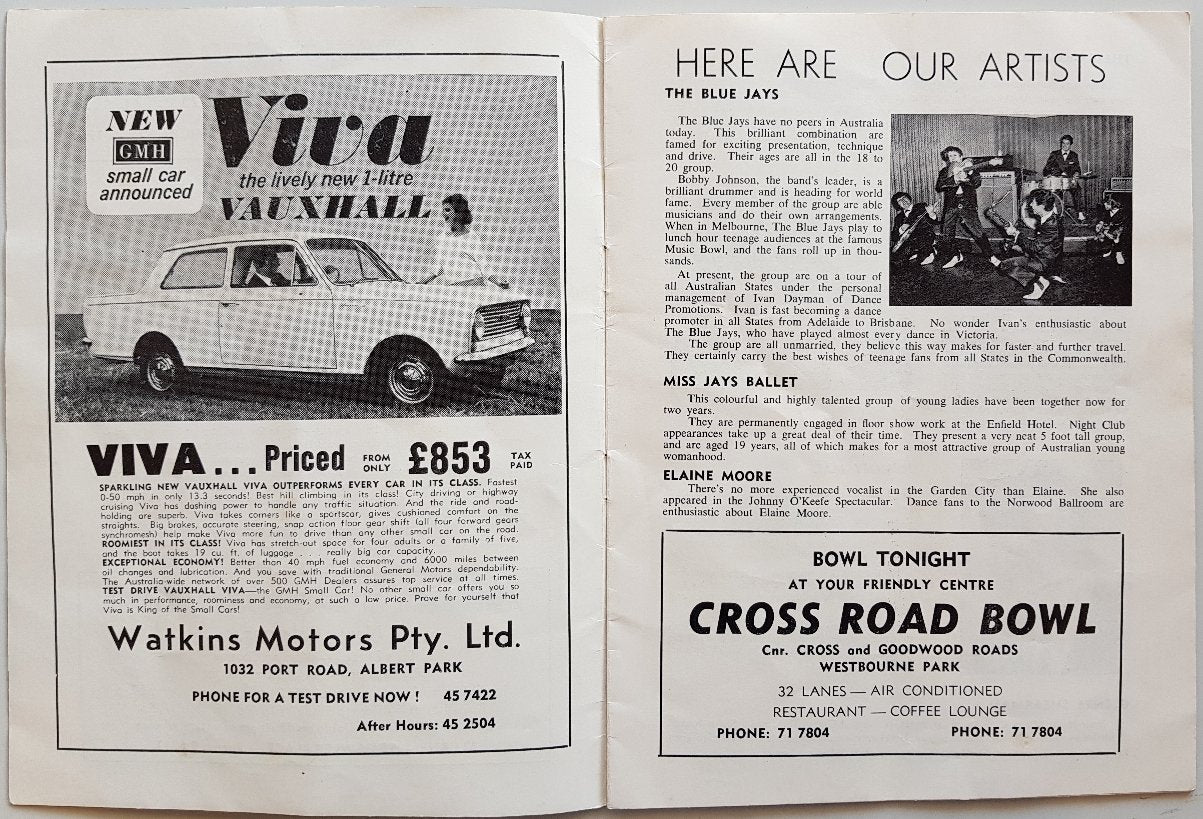 NEW
GMH
small car
announced
Viva
the lively new 1-litre
VAUXHALL
VIVA... Priced FROM ONLY £853 TAX PAID
SPARKLING NEW VAUXHALL VIVA OUTPERFORMS EVERY CAR IN ITS CLASS. Fastest
0-50 mph in only 13.3 seconds! Best hill climbing in its class! City driving or highway
cruising Viva has dashing power to handle any traffic situation. And the ride and road-
holding are superb. Viva takes corners like a sportscar, gives cushioned comfort on the
straights. Big brakes, accurate steering, snap action floor gear shift (all four forward gears
synchromesh) help make Viva more fun to drive than any other small car on the road.
ROOMIEST IN ITS CLASS! Viva has stretch-out space for four adults or a family of five,
and the boot takes 19 cu. ft. of luggage . . . really big car capacity.
EXCEPTIONAL ECONOMY! Better than 40 mph fuel economy and 6000 miles between
oil changes and lubrication. And you save with traditional General Motors dependability.
The Australia-wide network of over 500 GMH Dealers assures top service at all times.
TEST DRIVE VAUXHALL VIVA—the GMH Small Car! No other small car offers you so
much in performance, roominess and economy, at such a low price. Prove for yourself that
Viva is King of the Small Cars!
Watkins Motors Pty. Ltd.
1032 PORT ROAD, ALBERT PARK
PHONE FOR A TEST DRIVE NOW ! 45 7422
After Hours: 45 2504
HERE ARE OUR ARTISTS
THE BLUE JAYS
The Blue Jays have no peers in Australia
today. This brilliant combination are
famed for exciting presentation, technique
and drive. Their ages are all in the 18 to
20 group.
Bobby Johnson, the band's leader, is a
brilliant drummer and is heading for world
fame. Every member of the group are able
musicians and do their own arrangements.
When in Melbourne, The Blue Jays play to
lunch hour teenage audiences at the famous
Music Bowl, and the fans roll up in thou-
sands.
At present, the group are on a tour of
all Australian States under the personal
management of Ivan Dayman of Dance
Promotions. Ivan is fast becoming a dance
promoter in all States from Adelaide to Brisbane. No wonder Ivan's enthusiastic about
The Blue Jays, who have played almost every dance in Victoria.
The group are all unmarried, they believe this way makes for faster and further travel.
They certainly carry the best wishes of teenage fans from all States in the Commonwealth.
MISS JAYS BALLET
This colourful and highly talented group of young ladies have been together now for
two years.
They are permanently engaged in floor show work at the Enfield Hotel. Night Club
appearances take up a great deal of their time. They present a very neat 5 foot tall group,
and are aged 19 years, all of which makes for a most attractive group of Australian young
womanhood.
ELAINE MOORE
There's no more experienced vocalist in the Garden City than Elaine. She also
appeared in the Johnny O'Keefe Spectacular. Dance fans to the Norwood Ballroom are
enthusiastic about Elaine Moore.
BOWL TONIGHT
AT YOUR FRIENDLY CENTRE
CROSS ROAD BOWL
Cnr. CROSS and GOODWOOD ROADS
WESTBOURNE PARK
32 LANES — AIR CONDITIONED
RESTAURANT — COFFEE LOUNGE
PHONE: 71 7804 PHONE: 71 7804